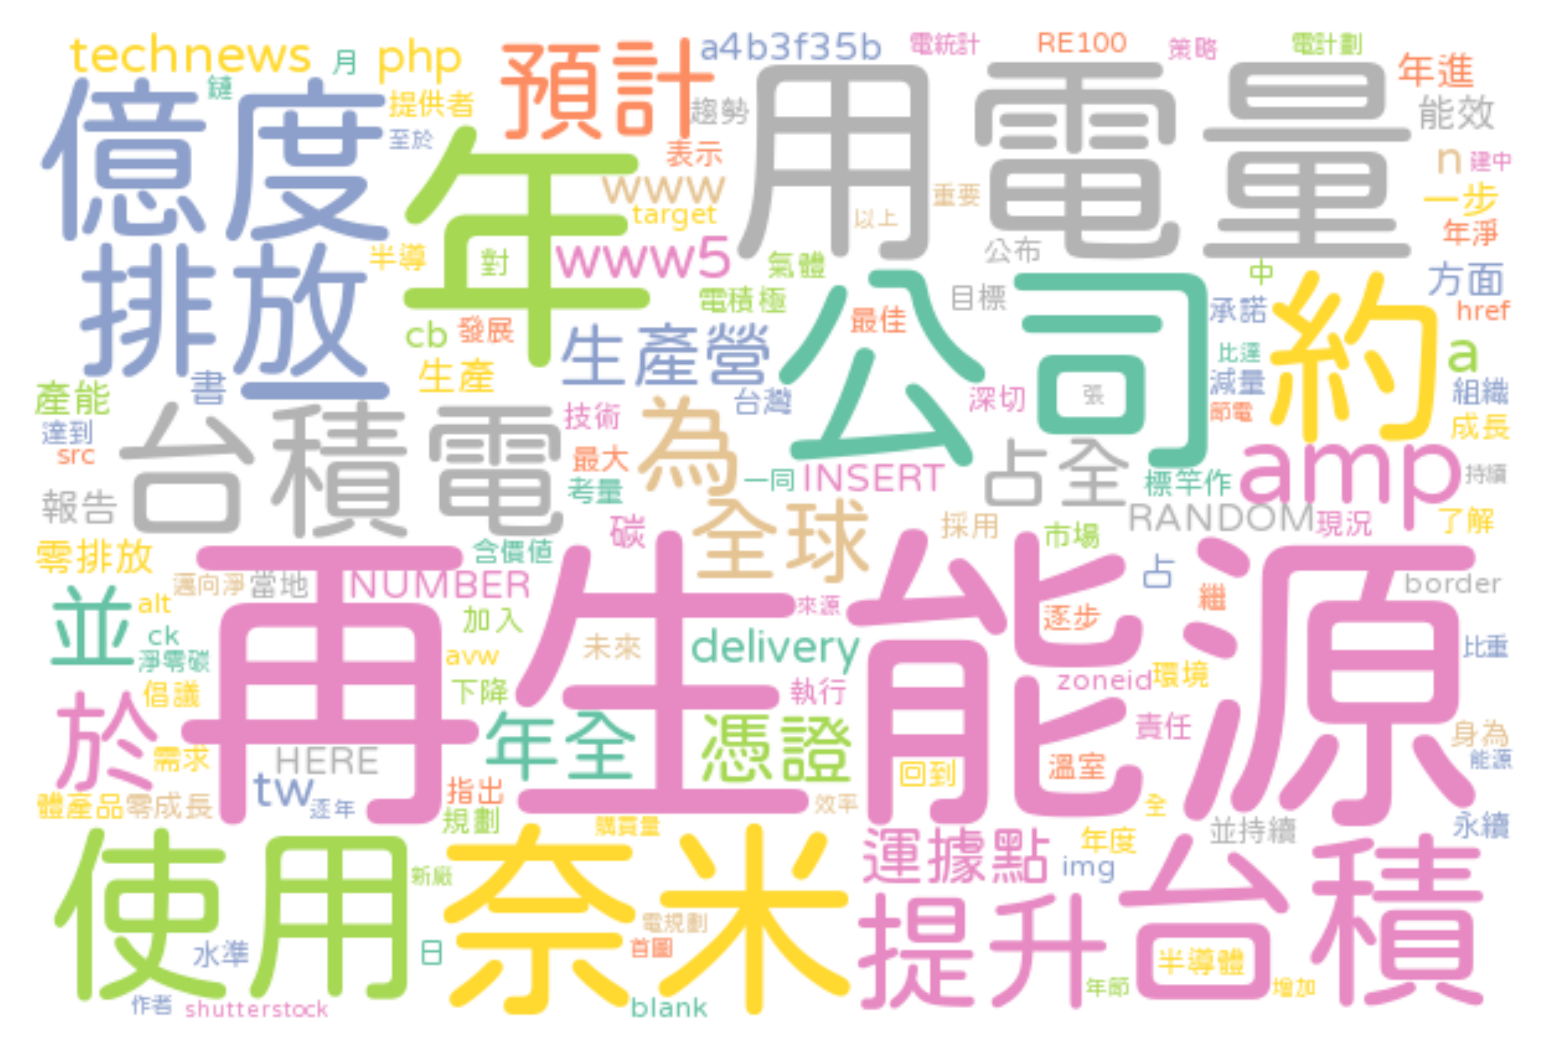 technews
月
php
預計
a4b3f35b
電統計
RE100
策略
電計劃
年進
鏈
提供者
至於
億度
年
趨勢
用電量
能效
表示
www
target
重要
以上
n
建中
一步
年淨
排放
半導
對
www5
氣體
公布
中
方面
電積極
公司
目標
承諾
約
href
cb
發展
最佳
生產營
比達
a
生產
減量
組織
產能
書
一
台灣
深切
張
節電
成長
達到
台積電
技術
為
src
最大
占全
amp
持續
考量
一同
INSERT
標竿作
報告
碳
全球
採用
RANDOM
現況
了解
市場
零排放
含價值
邁向淨
當地
NUMBER
占
border
再生能源
並
alt
來源
逐步
繼
ck
加入
未來
delivery
比重
淨零碳
avw
zoneid
環境
倡議
下降
執行
於
年全
憑證
責任
身為
需求
HERE
回到
溫室
能源
tw
指出
體產品
零成長
逐年
效率
全
規劃
購買量
運據點
年度
並持續
永續
使用
奈米
img
台積
新廠
提升
電規劃
首圖
水準
日
半導體
作者
shutterstock
blank
年節
增加